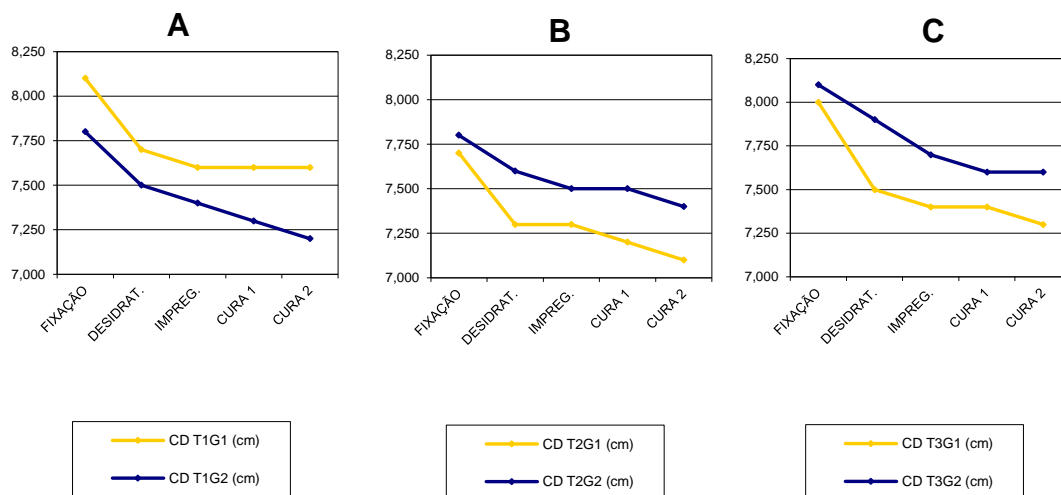 A
8,250
8,000
7,750
7,500
7,250
7,000
FIXAÇÃO
DESIDRAT.
IMPREG.
CURA 1
CURA 2
CD T1G1 (cm)
CD T1G2 (cm)
B
8,250
8,000
7,750
7,500
7,250
7,000
FIXAÇÃO
DESIDRAT.
IMPREG.
CURA 1
CURA 2
CD T2G1 (cm)
CD T2G2 (cm)
C
8,250
8,000
7,750
7,500
7,250
7,000
FIXAÇÃO
DESIDRAT.
IMPREG.
CURA 1
CURA 2
CD T3G1 (cm)
CD T3G2 (cm)